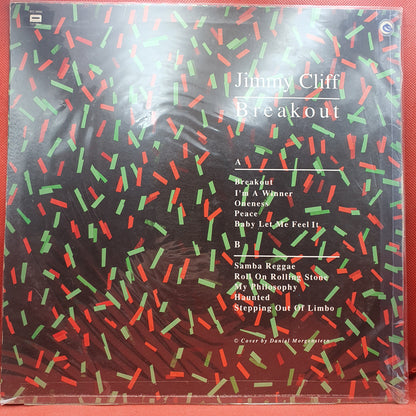 Jimmy Cliff
Breakout
A
Breakout
I'm A Winner
Oneness
Peace
Baby Let Me Feel It
B
Samba Reggae
Roll On Rolling Stone
My Philosophy
Haunted
Stepping Out Of Limbo
© Cover by Daniel Morgenstern